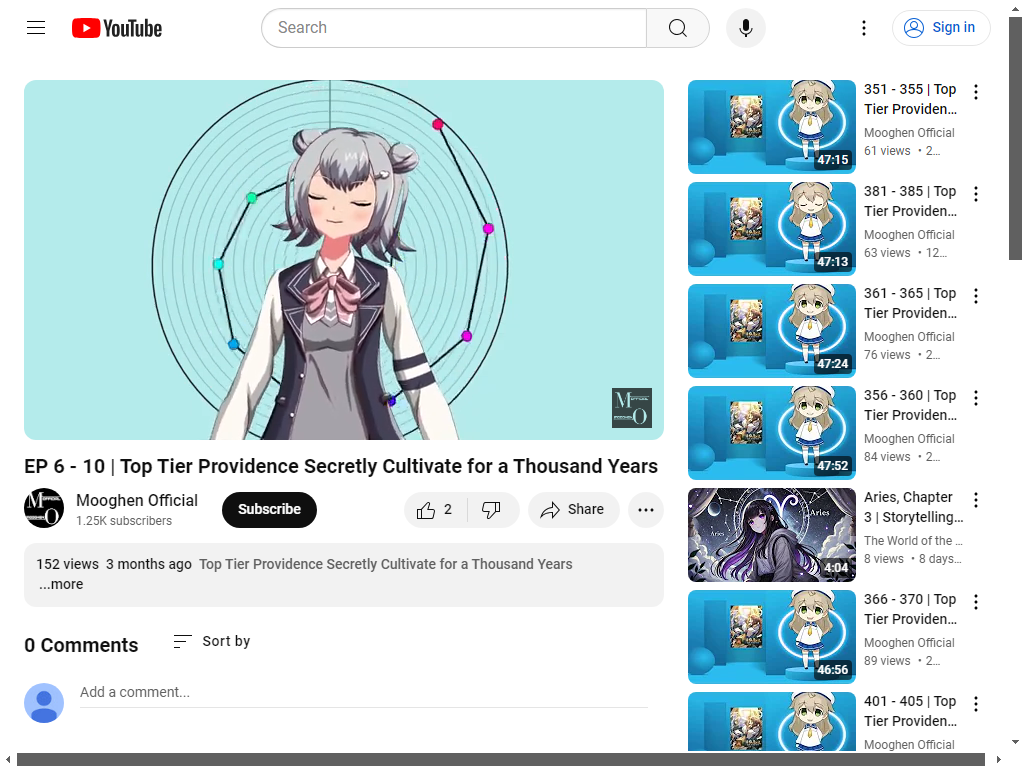 YouTube
Search
Sign in
M OFFICIAL
MOOGHEN O
EP 6 - 10 | Top Tier Providence Secretly Cultivate for a Thousand Years
Mooghen Official
1.25K subscribers
Subscribe
2
Share
152 views 3 months ago Top Tier Providence Secretly Cultivate for a Thousand Years
...more
0 Comments
Sort by
Add a comment...
351 - 355 | Top
Tier Providen...
Mooghen Official
61 views • 2...
47:15
381 - 385 | Top
Tier Providen...
Mooghen Official
63 views • 12...
47:13
361 - 365 | Top
Tier Providen...
Mooghen Official
76 views • 2...
47:24
356 - 360 | Top
Tier Providen...
Mooghen Official
84 views • 2...
47:52
Aries, Chapter
3 | Storytelling...
The World of the ...
8 views • 8 days...
Aries
Aries
4:04
366 - 370 | Top
Tier Providen...
Mooghen Official
89 views • 2...
46:56
401 - 405 | Top
Tier Providen...
Mooghen Official